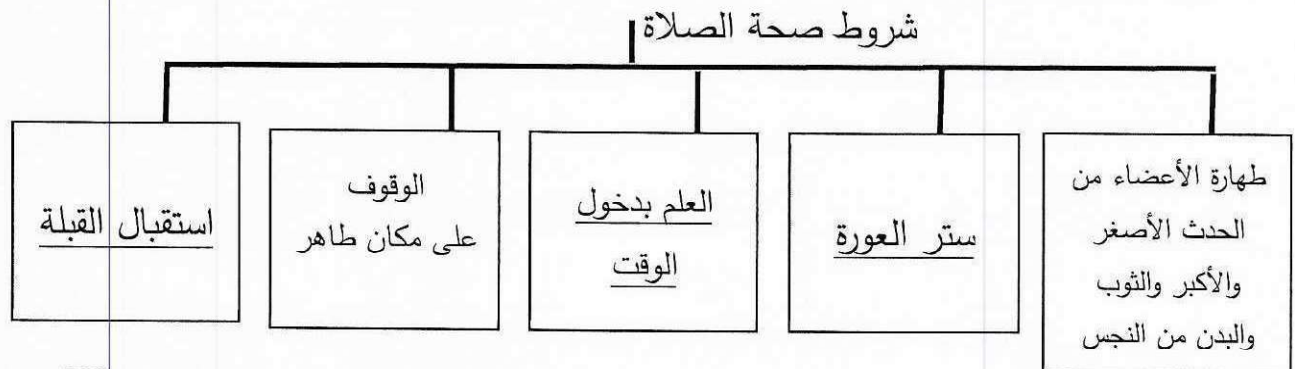 شروط صحة الصلاة
طهارة الأعضاء من
الحدث الأصغر
والأكبر والثوب
والبدن من النجس
ستر العورة
العلم بدخول
الوقت
الوقوف
على مكان طاهر
استقبال القبلة